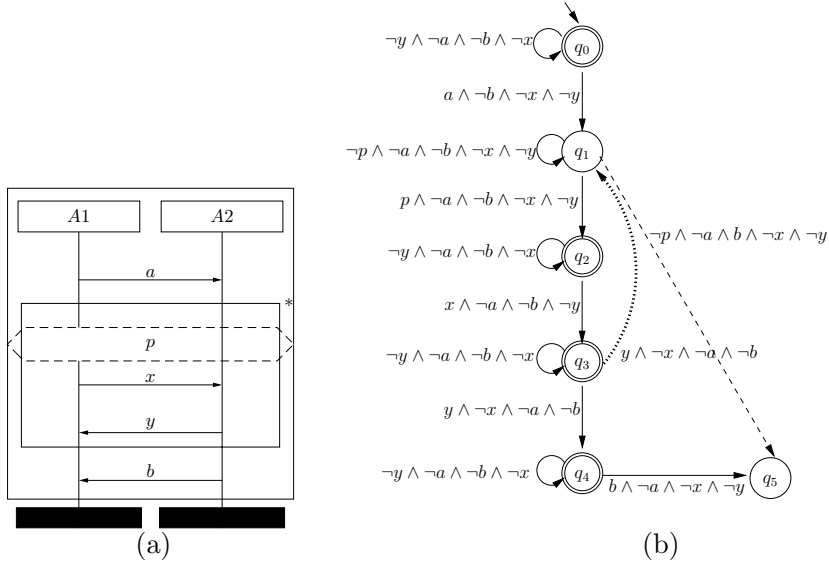 A1 A2
a
*
p
x
y
b
(a)
q₀
¬y ∧ ¬a ∧ ¬b ∧ ¬x
a ∧ ¬b ∧ ¬x ∧ ¬y
¬p ∧ ¬a ∧ ¬b ∧ ¬x ∧ ¬y
q₁
p ∧ ¬a ∧ ¬b ∧ ¬x ∧ ¬y
¬p ∧ ¬a ∧ b ∧ ¬x ∧ ¬y
¬y ∧ ¬a ∧ ¬b ∧ ¬x
q₂
x ∧ ¬a ∧ ¬b ∧ ¬y
¬y ∧ ¬a ∧ ¬b ∧ ¬x
q₃
y ∧ ¬x ∧ ¬a ∧ ¬b
y ∧ ¬x ∧ ¬a ∧ ¬b
¬y ∧ ¬a ∧ ¬b ∧ ¬x
q₄
b ∧ ¬a ∧ ¬x ∧ ¬y
q₅
(b)